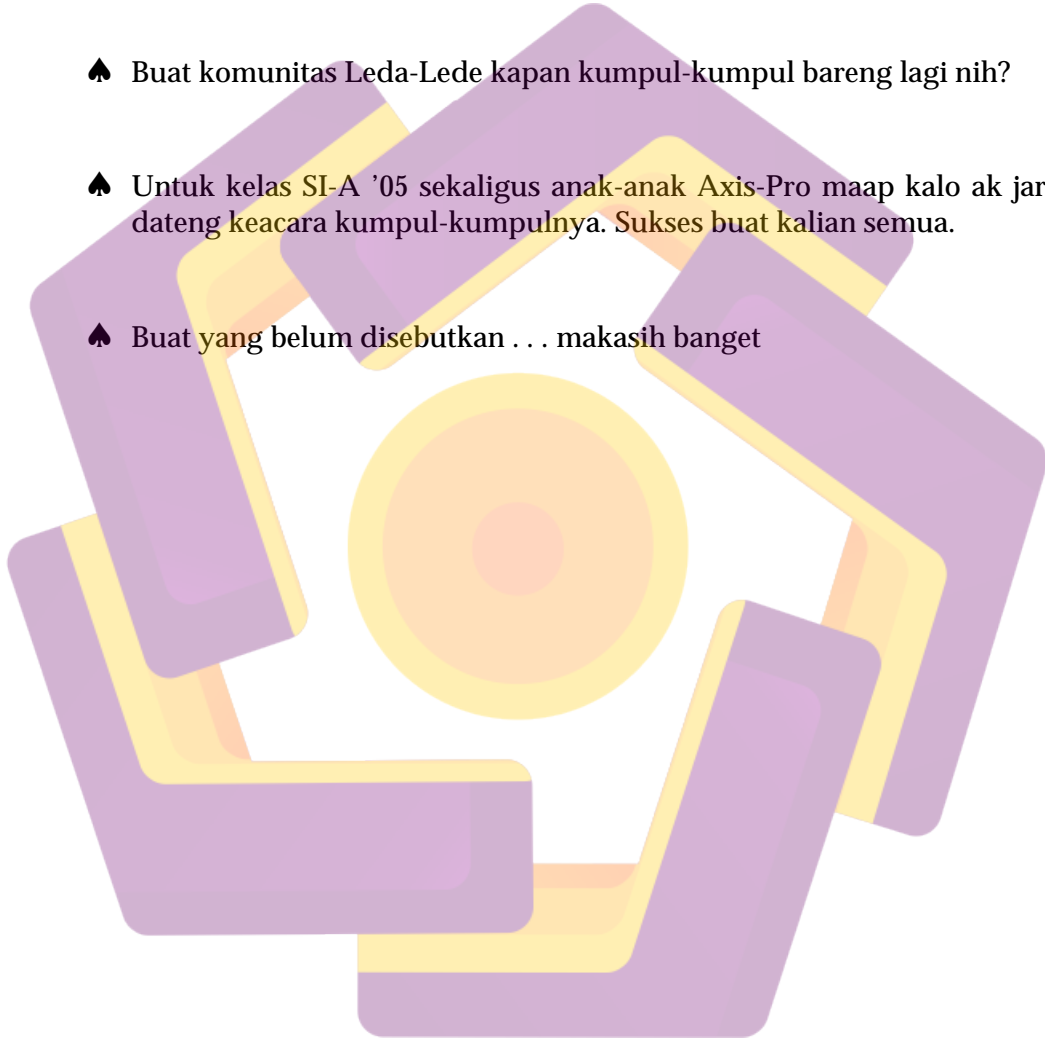 ♠ Buat komunitas Leda-Lede kapan kumpul-kumpul bareng lagi nih?
♠ Untuk kelas SI-A ’05 sekaligus anak-anak Axis-Pro maap kalo ak
dateng keacara kumpul-kumpulnya. Sukses buat kalian semua.
♠ Buat yang belum disebutkan . . . makasih banget